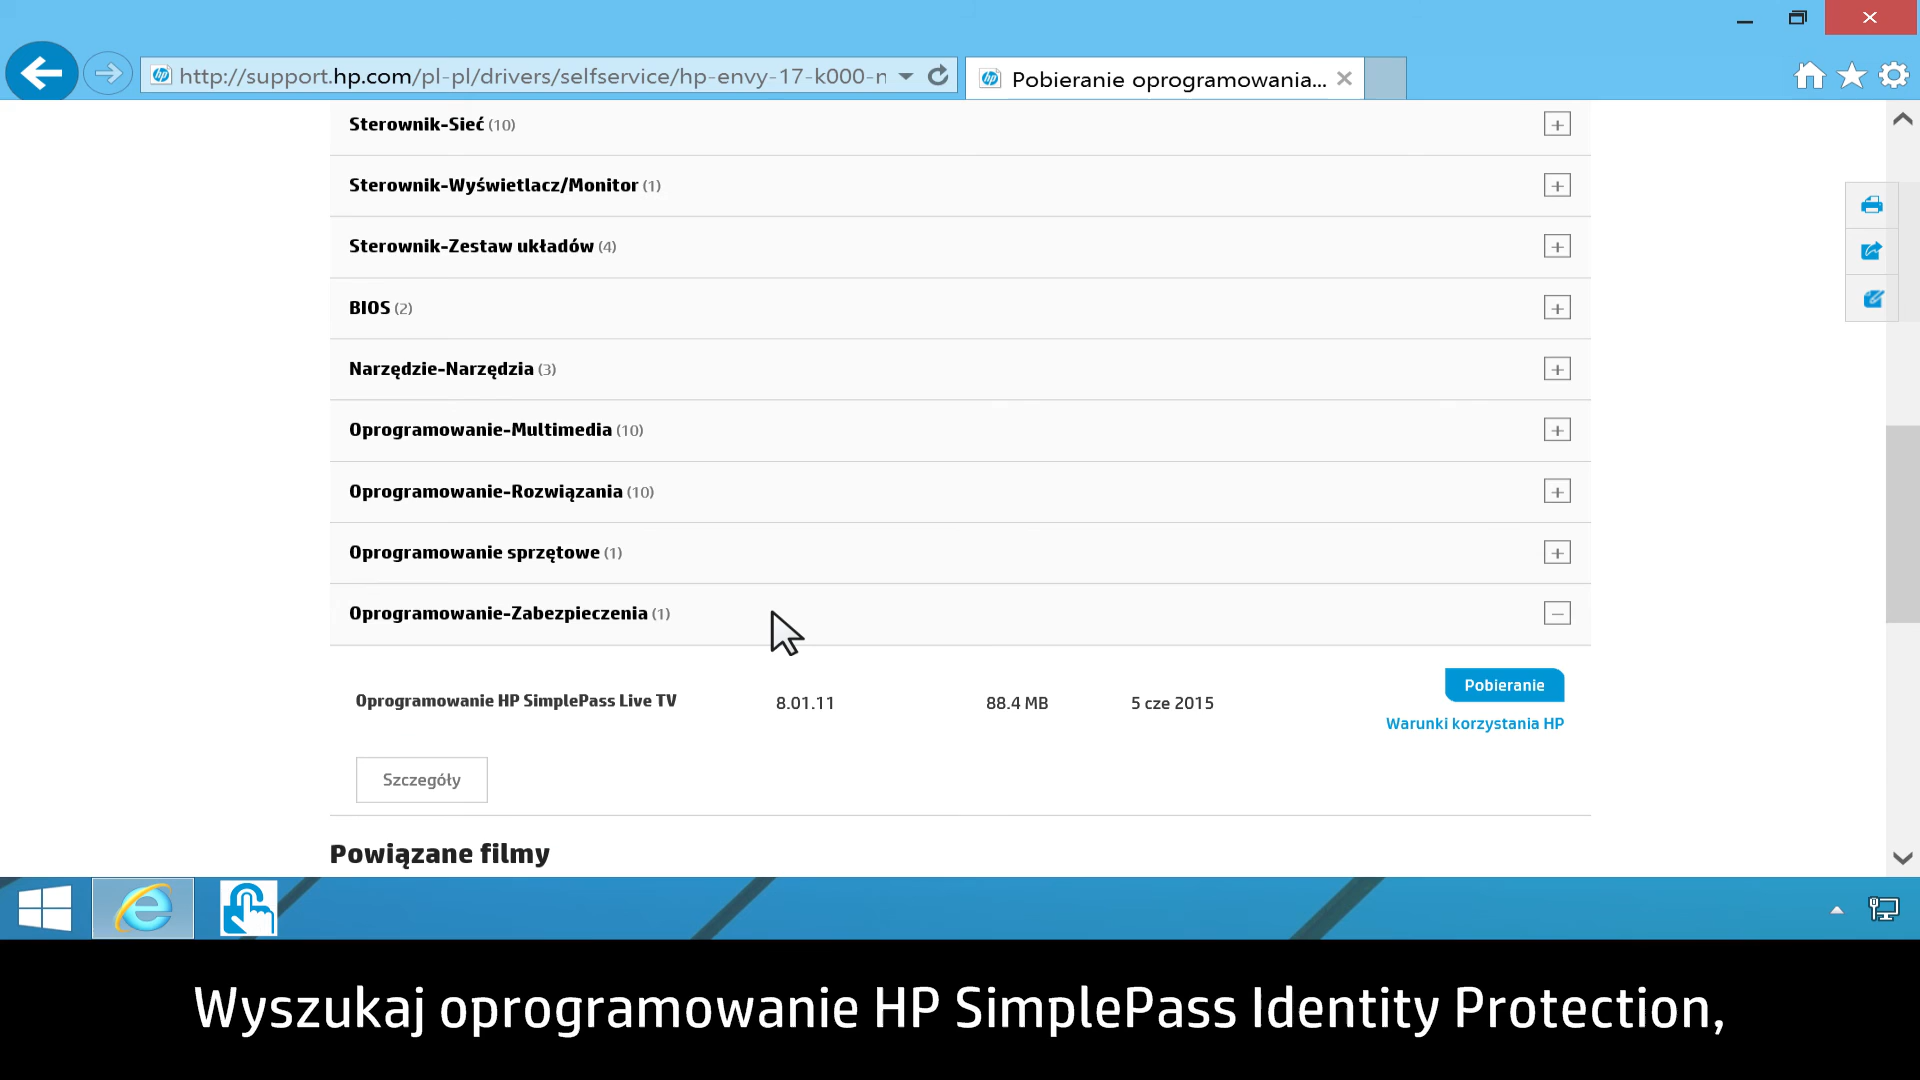 http://support.hp.com/pl-pl/drivers/selfservice/hp-envy-17-k000-n
Pobieranie oprogramowania...
Sterownik-Sieć (10)
Sterownik-Wyświetlacz/Monitor (1)
Sterownik-Zestaw układów (4)
BIOS (2)
Narzędzie-Narzędzia (3)
Oprogramowanie-Multimedia (10)
Oprogramowanie-Rozwiązania (10)
Oprogramowanie sprzętowe (1)
Oprogramowanie-Zabezpieczenia (1)
Oprogramowanie HP SimplePass Live TV 8.01.11 88.4 MB 5 cze 2015 Pobieranie
Warunki korzystania HP
Szczegóły
Powiązane filmy
Wyszukaj oprogramowanie HP SimplePass Identity Protection,